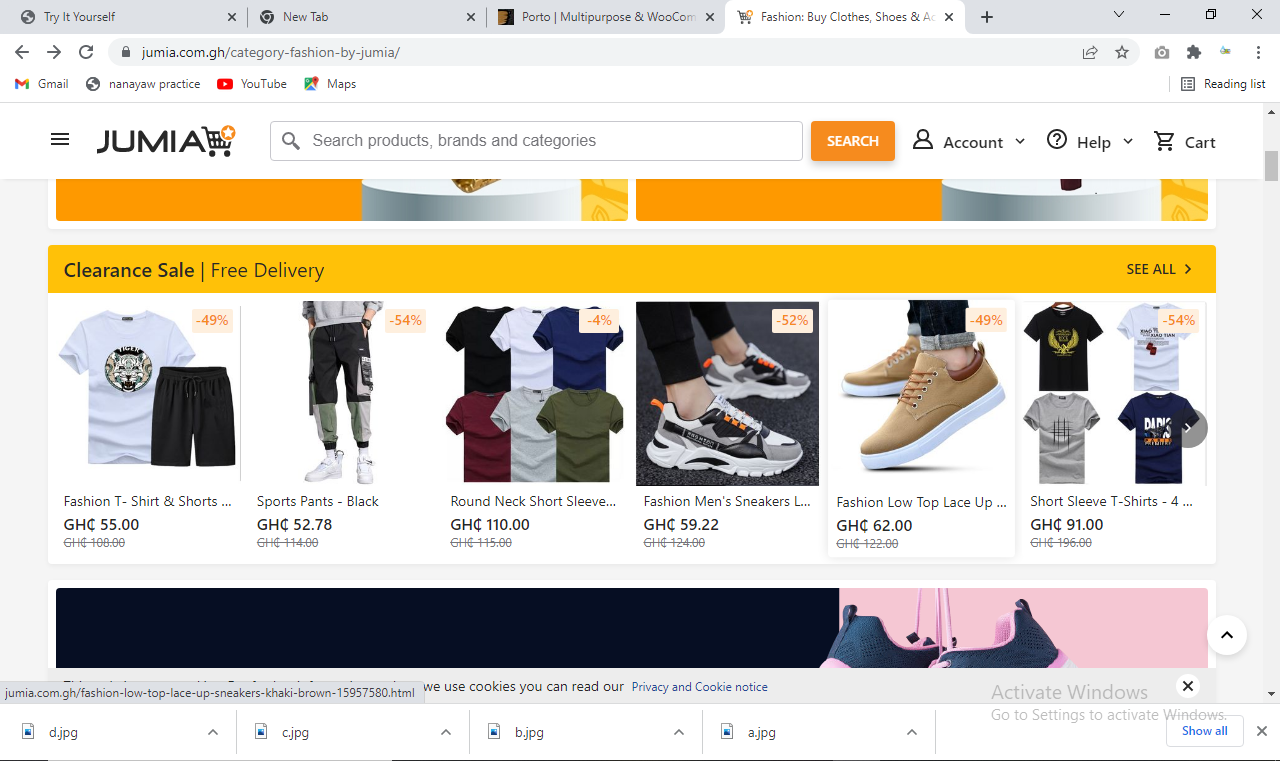 Try It Yourself
New Tab
Porto | Multipurpose & WooCom
Fashion: Buy Clothes, Shoes & Ac
jumia.com.gh/category-fashion-by-jumia/
Gmail
nanayaw practice
YouTube
Maps
Reading list
JUMIA
Search products, brands and categories
SEARCH
Account
Help
Cart
Clearance Sale | Free Delivery
SEE ALL
-49%
-54%
-4%
-52%
-49%
-54%
TIGER
XIAO TIAN
PARIS
Fashion T- Shirt & Shorts ...
GH₵ 55.00
GH₵ 108.00
Sports Pants - Black
GH₵ 52.78
GH₵ 114.00
Round Neck Short Sleeve...
GH₵ 110.00
GH₵ 115.00
Fashion Men's Sneakers L...
GH₵ 59.22
GH₵ 124.00
Fashion Low Top Lace Up ...
GH₵ 62.00
GH₵ 122.00
Short Sleeve T-Shirts - 4 ...
GH₵ 91.00
GH₵ 196.00
we use cookies you can read our Privacy and Cookie notice
jumia.com.gh/fashion-low-top-lace-up-sneakers-khaki-brown-15957580.html
Activate Windows
Go to Settings to activate Windows.
d.jpg
c.jpg
b.jpg
a.jpg
Show all